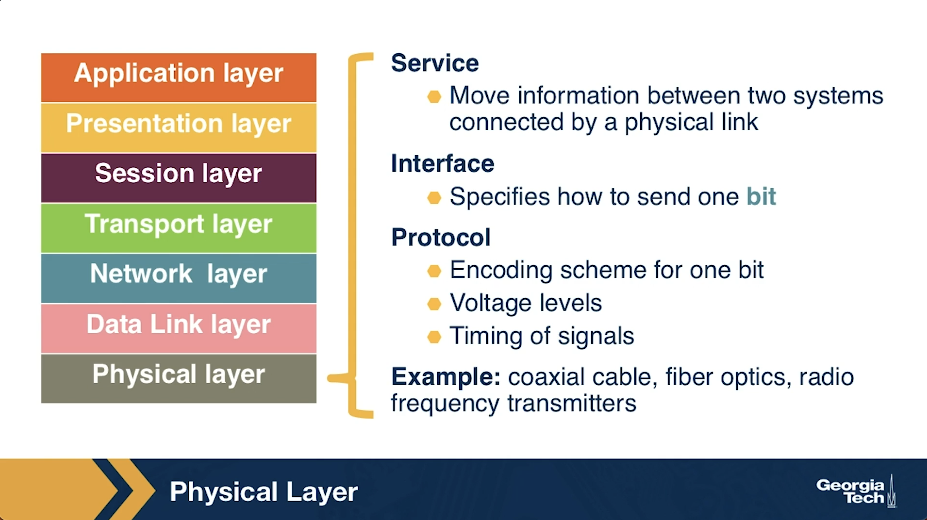 Application layer
Presentation layer
Session layer
Transport layer
Network layer
Data Link layer
Physical layer
Service
Move information between two systems
connected by a physical link
Interface
Specifies how to send one bit
Protocol
Encoding scheme for one bit
Voltage levels
Timing of signals
Example: coaxial cable, fiber optics, radio
frequency transmitters
Physical Layer
Georgia
Tech